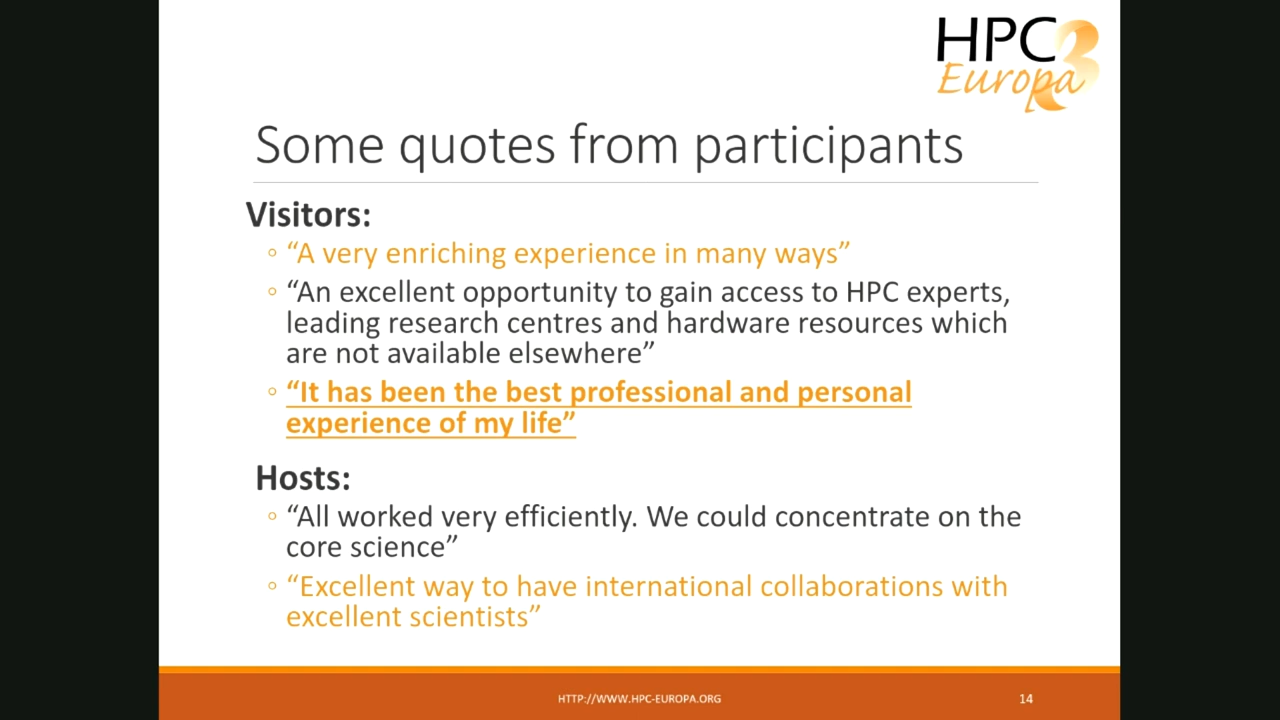 HPC
Europa 3
Some quotes from participants
Visitors:
◦ “A very enriching experience in many ways”
◦ “An excellent opportunity to gain access to HPC experts,
leading research centres and hardware resources which
are not available elsewhere”
◦ “It has been the best professional and personal
experience of my life”
Hosts:
◦ “All worked very efficiently. We could concentrate on the
core science”
◦ “Excellent way to have international collaborations with
excellent scientists”
HTTP://WWW.HPC-EUROPA.ORG
14